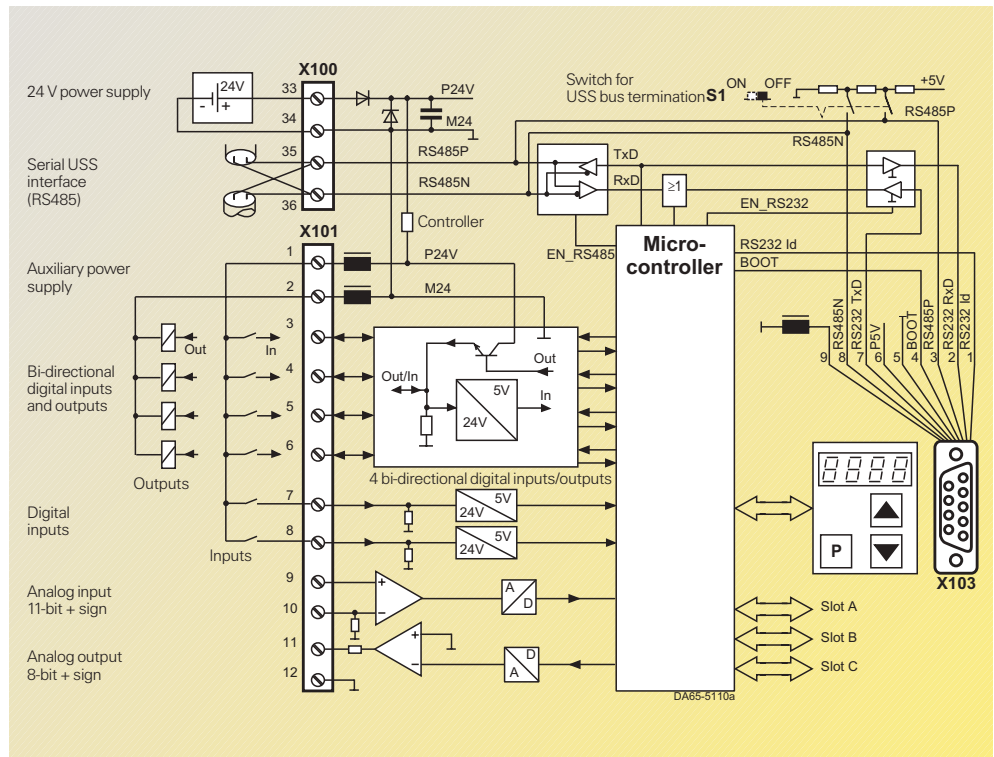 X100
24 V power supply
24V
- +
33
34
35
36
P24V
M24
RS485P
RS485N
Serial USS
interface
(RS485)
Switch for
USS bus termination S1
ON OFF
+5V
RS485P
RS485N
TxD
RxD
≥1
EN_RS232
EN_RS485
Controller
X101
Auxiliary power
supply
1
2
3
4
5
6
7
8
9
10
11
12
P24V
M24
Out
In
Bi-directional
digital inputs
and outputs
Outputs
Out
Out/In
In
5V
24V
4 bi-directional digital inputs/outputs
Digital
inputs
Inputs
5V
24V
5V
24V
Analog input
11-bit + sign
+
-
A
D
Analog output
8-bit + sign
+
-
D
A
Micro-
controller
RS232 Id
BOOT
9
RS485N 8
RS232 TxD 7
P5V 6
5
BOOT 4
RS485P 3
RS232 RxD 2
RS232 Id 1
8888
P
X103
Slot A
Slot B
Slot C
DA65-5110a